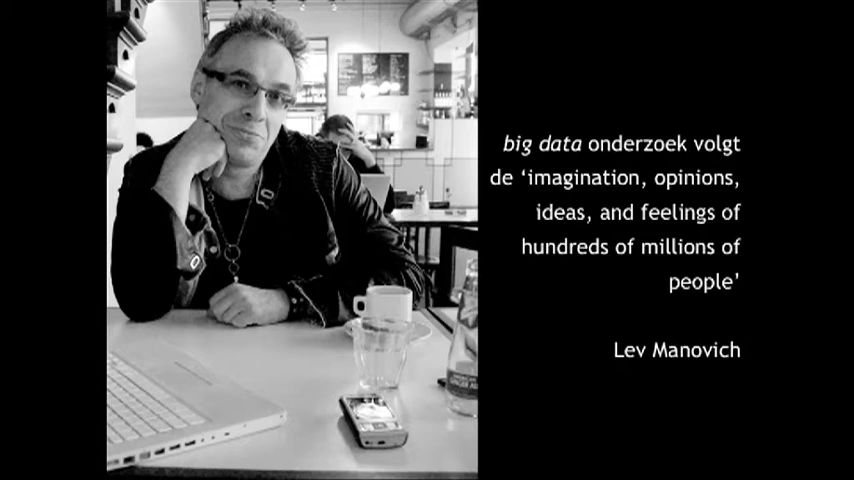 big data onderzoek volgt
de ‘imagination, opinions,
ideas, and feelings of
hundreds of millions of
people’
Lev Manovich